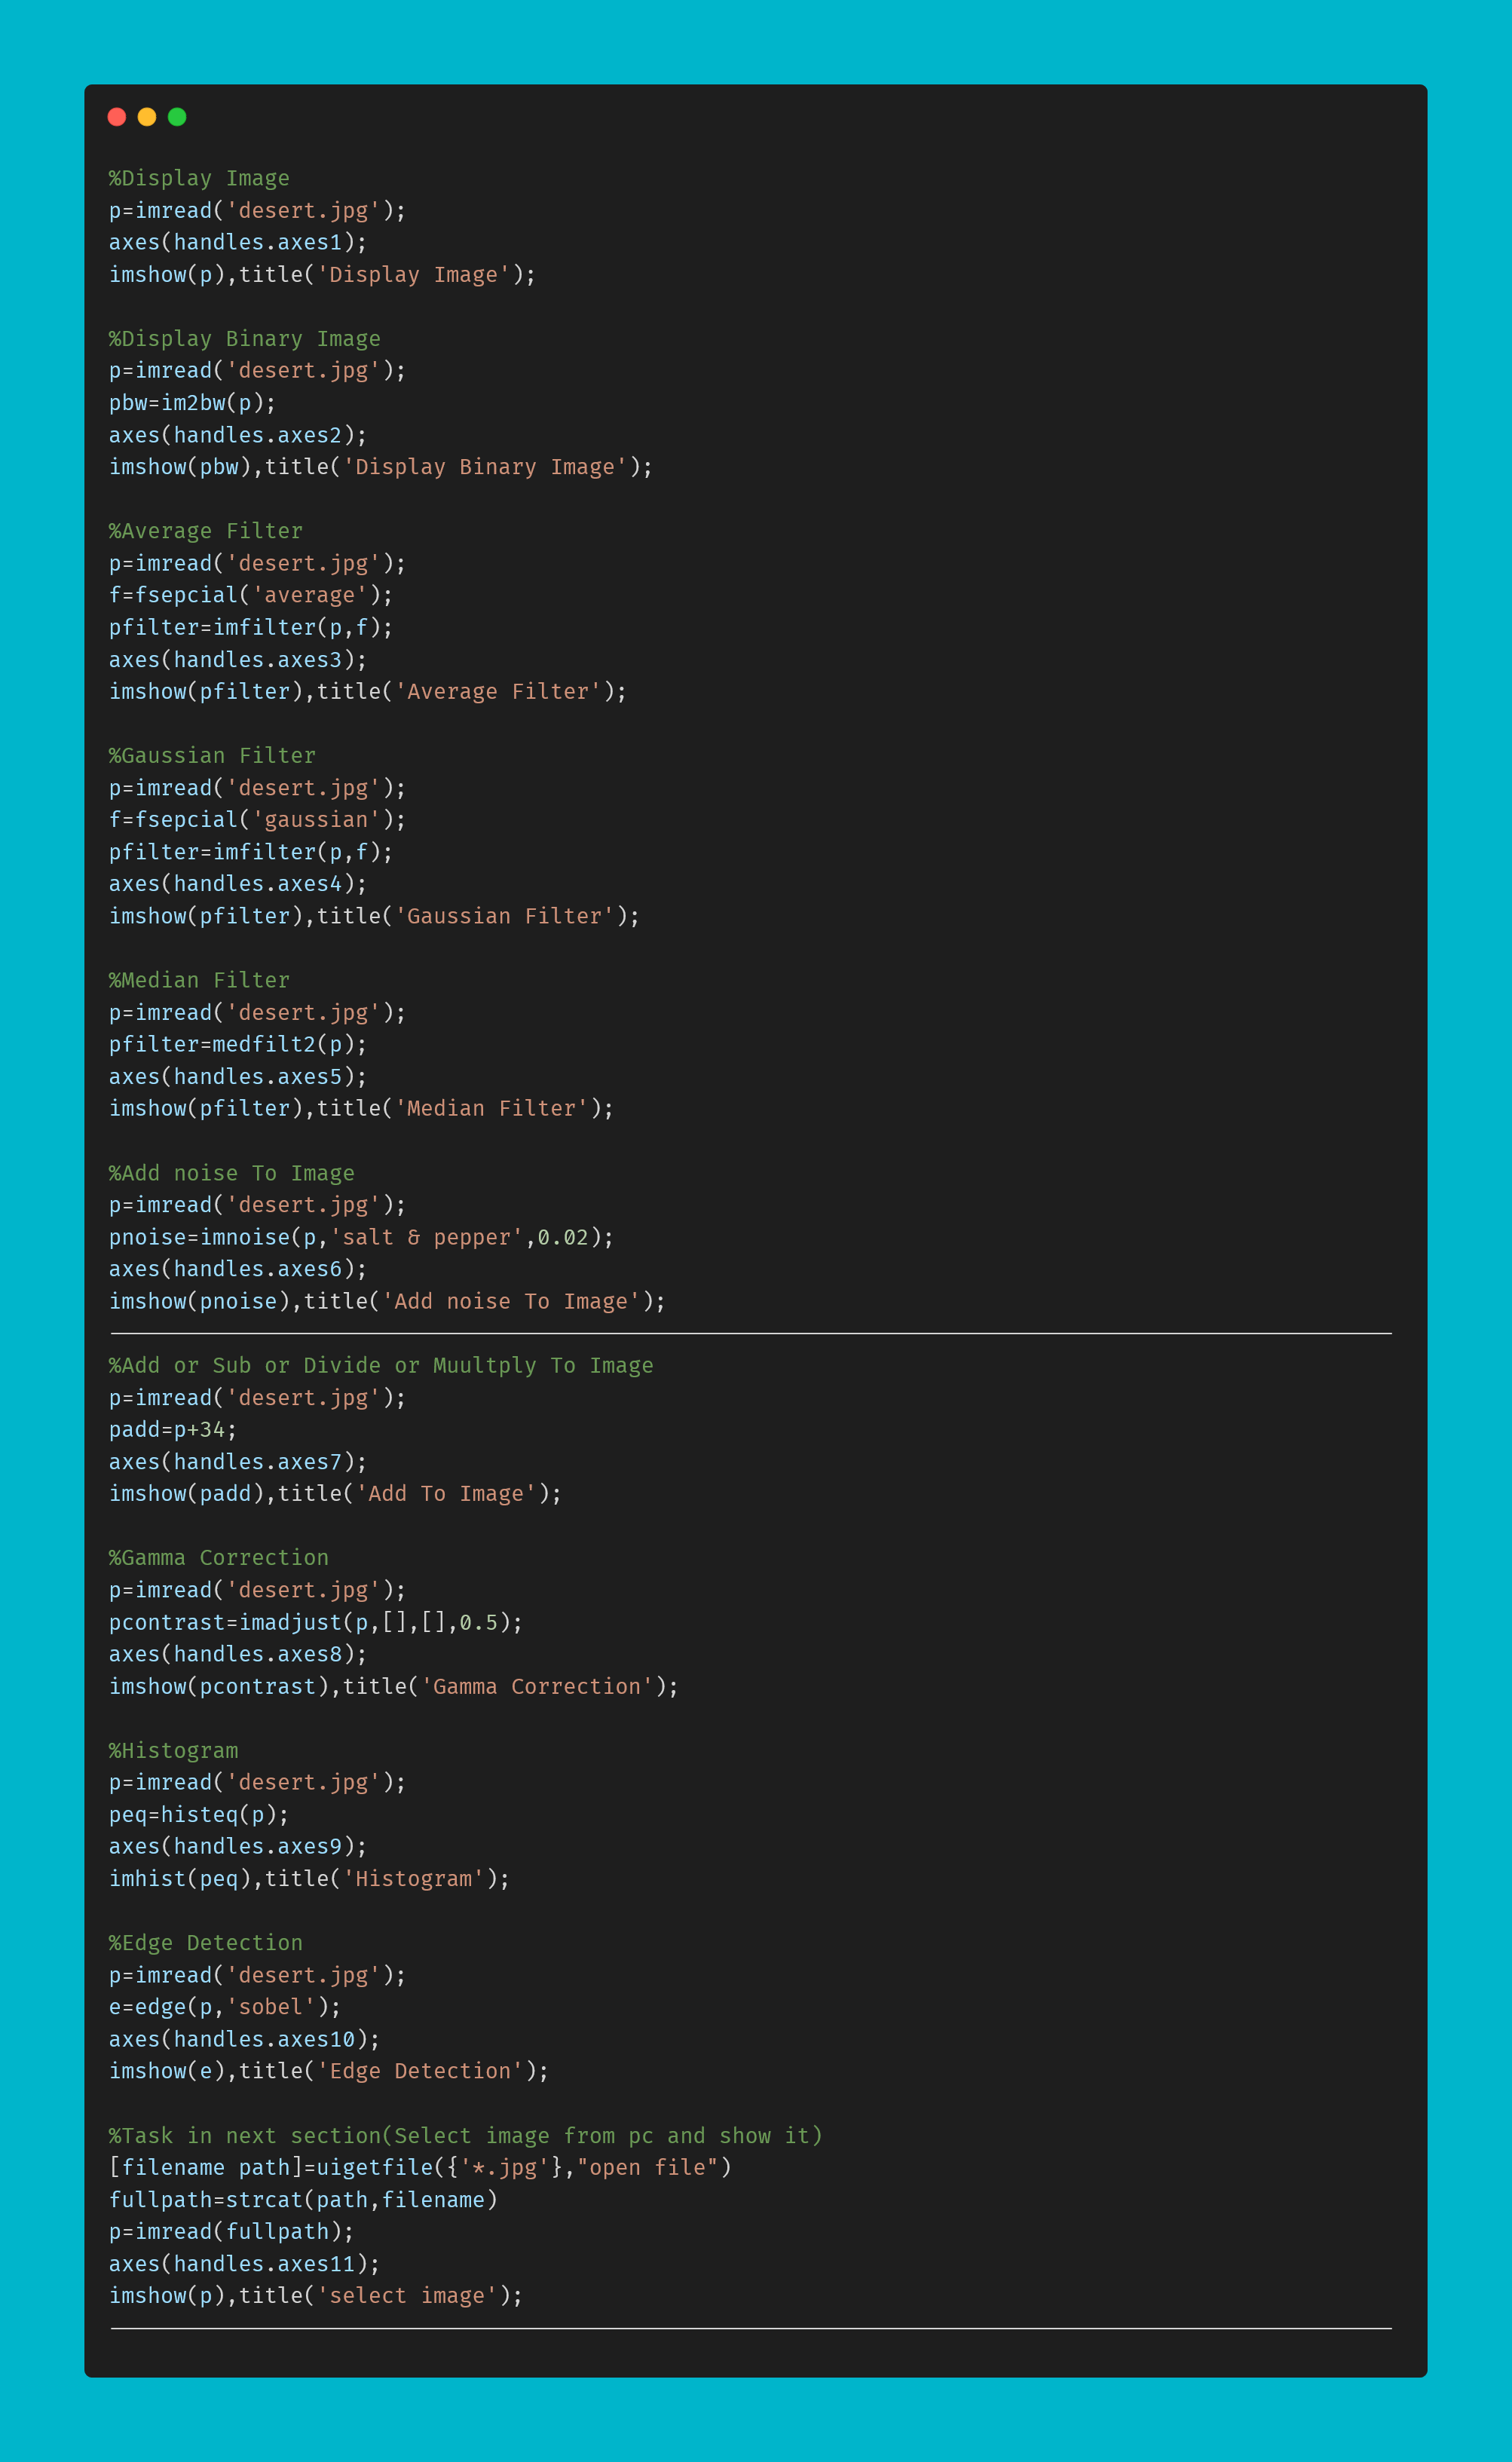 %Display Image
p=imread('desert.jpg');
axes(handles.axes1);
imshow(p),title('Display Image');
%Display Binary Image
p=imread('desert.jpg');
pbw=im2bw(p);
axes(handles.axes2);
imshow(pbw),title('Display Binary Image');
%Average Filter
p=imread('desert.jpg');
f=fsepcial('average');
pfilter=imfilter(p,f);
axes(handles.axes3);
imshow(pfilter),title('Average Filter');
%Gaussian Filter
p=imread('desert.jpg');
f=fsepcial('gaussian');
pfilter=imfilter(p,f);
axes(handles.axes4);
imshow(pfilter),title('Gaussian Filter');
%Median Filter
p=imread('desert.jpg');
pfilter=medfilt2(p);
axes(handles.axes5);
imshow(pfilter),title('Median Filter');
%Add noise To Image
p=imread('desert.jpg');
pnoise=imnoise(p,'salt & pepper',0.02);
axes(handles.axes6);
imshow(pnoise),title('Add noise To Image');
%Add or Sub or Divide or Muultply To Image
p=imread('desert.jpg');
padd=p+34;
axes(handles.axes7);
imshow(padd),title('Add To Image');
%Gamma Correction
p=imread('desert.jpg');
pcontrast=imadjust(p,[],[],0.5);
axes(handles.axes8);
imshow(pcontrast),title('Gamma Correction');
%Histogram
p=imread('desert.jpg');
peq=histeq(p);
axes(handles.axes9);
imhist(peq),title('Histogram');
%Edge Detection
p=imread('desert.jpg');
e=edge(p,'sobel');
axes(handles.axes10);
imshow(e),title('Edge Detection');
%Task in next section(Select image from pc and show it)
[filename path]=uigetfile({'*.jpg'},"open file")
fullpath=strcat(path,filename)
p=imread(fullpath);
axes(handles.axes11);
imshow(p),title('select image');